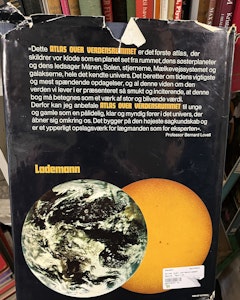 »Dette ATLAS OVER VERDENSRUMMET er det første atlas, der
skildrer vor klode som en planet set fra rummet, dens søsterplaneter
og dens ledsager Månen, Solen, stjernerne, Mælkevejssystemet og
galakserne, hele det kendte univers. Det beretter om tidens vigtigste
og mest spændende opdagelser, og al denne viden om den
verden vi lever i er præsenteret så smukt og inciterende, at denne
bog må betegnes som et værk af stor og blivende værdi.
Derfor kan jeg anbefale ATLAS OVER VERDENSRUMMET til unge
og gamle som en pålidelig, klar og myndig fører i det univers, der
åbner sig omkring os. Det bygger på den højeste sagkundskab og
er et ypperligt opslagsværk for lægmanden som for eksperten«.
Professor Bernard Lovell
Lademann